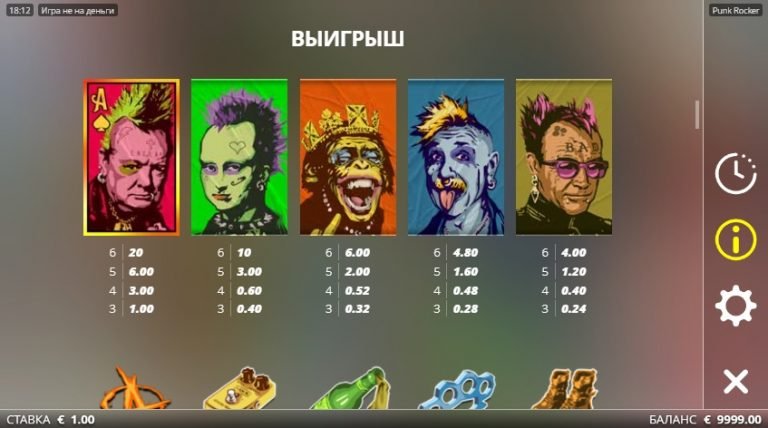 18:12 Игра не на деньги Punk Rocker
ВЫИГРЫШ
A
BAB
6 20 6 10 6 6.00 6 4.80 6 4.00
5 6.00 5 3.00 5 2.00 5 1.60 5 1.20
4 3.00 4 0.60 4 0.52 4 0.48 4 0.40
3 1.00 3 0.40 3 0.32 3 0.28 3 0.24
СТАВКА € 1.00 БАЛАНС € 9999.00